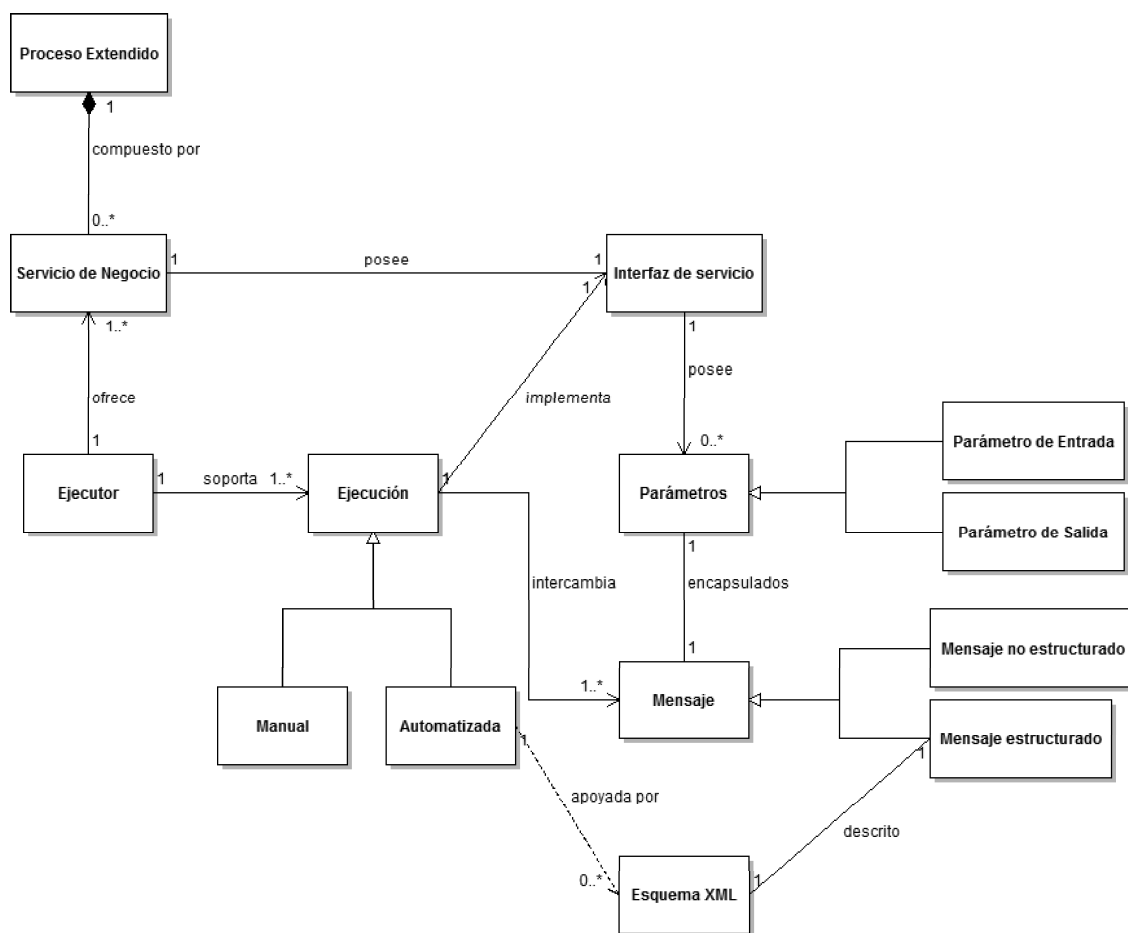 Proceso Extendido
1
compuesto por
0..*
Servicio de Negocio
1
posee
1
Interfaz de servicio
1
1..*
1
posee
ofrece
implementa
0..*
1
Parámetro de Entrada
Ejecutor
1
soporta
1..*
Ejecución
1
Parámetros
Parámetro de Salida
1
intercambia
encapsulados
1
Mensaje no estructurado
1..*
Mensaje
Manual
Automatizada
1
Mensaje estructurado
1
apoyada por
descrito
0..*
Esquema XML
1